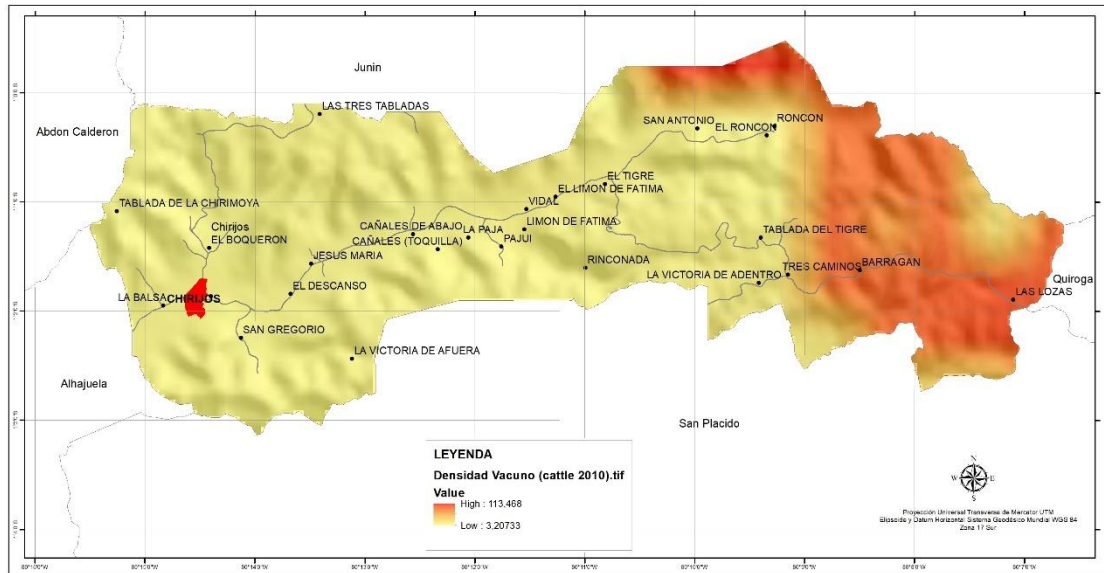 Junin
Abdon Calderon
LAS TRES TABLADAS
SAN ANTONIO
RONCON
EL RONCON
EL TIGRE
EL LIMON DE FATIMA
TABLADA DE LA CHIRIMOYA
VIDAL
Chirijos
EL BOQUERON
CAÑALES DE ABAJO
LIMON DE FATIMA
LA PAJA
CAÑALES (TOQUILLA)
PAJUI
TABLADA DEL TIGRE
JESUS MARIA
RINCONADA
LA VICTORIA DE ADENTRO
TRES CAMINOS
BARRAGAN
Quiroga
EL DESCANSO
LA BALSA
CHIRIJOS
LAS LOZAS
SAN GREGORIO
LA VICTORIA DE AFUERA
Alhajuela
San Placido
LEYENDA
Densidad Vacuno (cattle 2010).tif
Value
High : 113,468
Low : 3,20733
N
W E
S
Proyección Universal Transversa de Mercator UTM
Elipsoide y Datum Horizontal Sistema Geodésico Mundial WGS 84
Zona 17 Sur